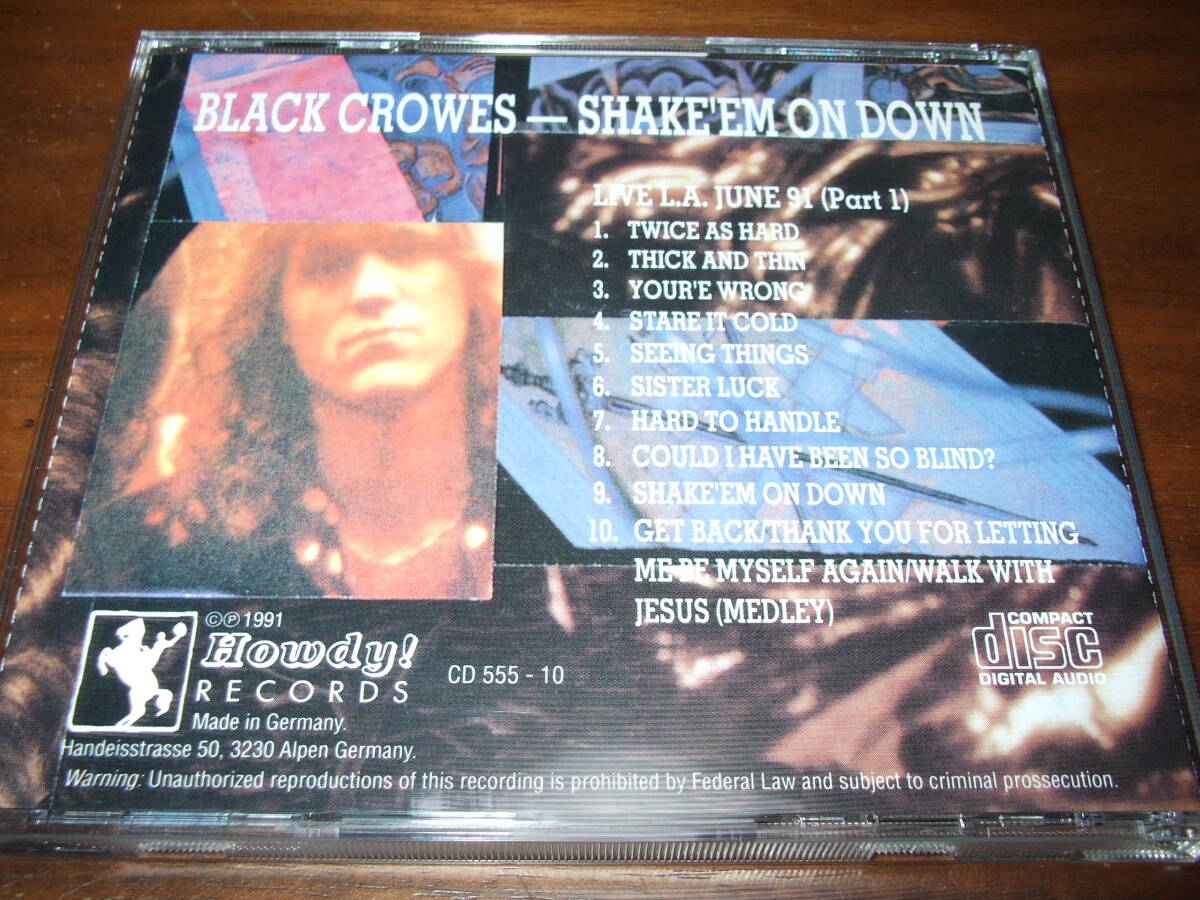 BLACK CROWES — SHAKE'EM ON DOWN
LIVE L.A. JUNE 91 (Part 1)
1. TWICE AS HARD
2. THICK AND THIN
3. YOUR'E WRONG
4. STARE IT COLD
5. SEEING THINGS
6. SISTER LUCK
7. HARD TO HANDLE
8. COULD I HAVE BEEN SO BLIND?
9. SHAKE'EM ON DOWN
10. GET BACK/THANK YOU FOR LETTING
ME BE MYSELF AGAIN/WALK WITH
JESUS (MEDLEY)
©℗ 1991
Howdy!
RECORDS
CD 555 - 10
COMPACT
disc
DIGITAL AUDIO
Made in Germany.
Handeisstrasse 50, 3230 Alpen Germany.
Warning: Unauthorized reproductions of this recording is prohibited by Federal Law and subject to criminal prossecution.